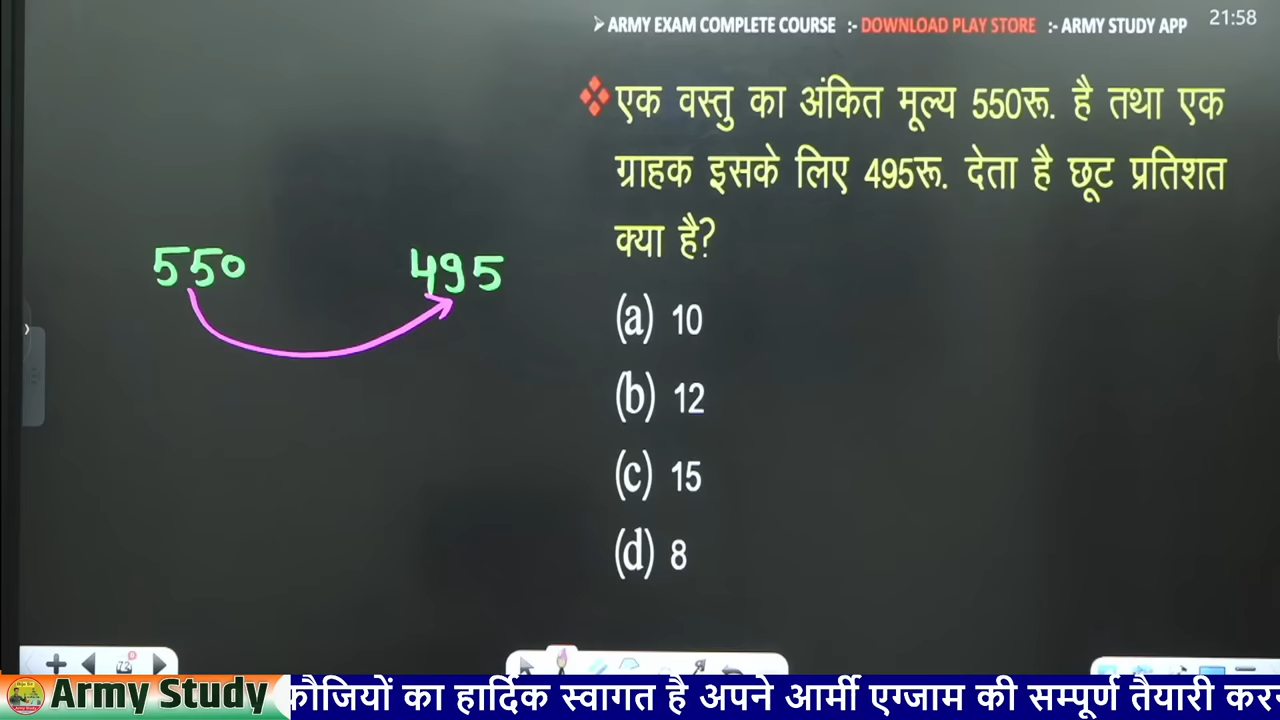 ➢ ARMY EXAM COMPLETE COURSE :- DOWNLOAD PLAY STORE :- ARMY STUDY APP 21:58
❖ एक वस्तु का अंकित मूल्य 550रू. है तथा एक
ग्राहक इसके लिए 495रू. देता है छूट प्रतिशत
क्या है?
550 495
(a) 10
(b) 12
(c) 15
(d) 8
Army Study फौजियों का हार्दिक स्वागत है अपने आर्मी एग्जाम की सम्पूर्ण तैयारी कर